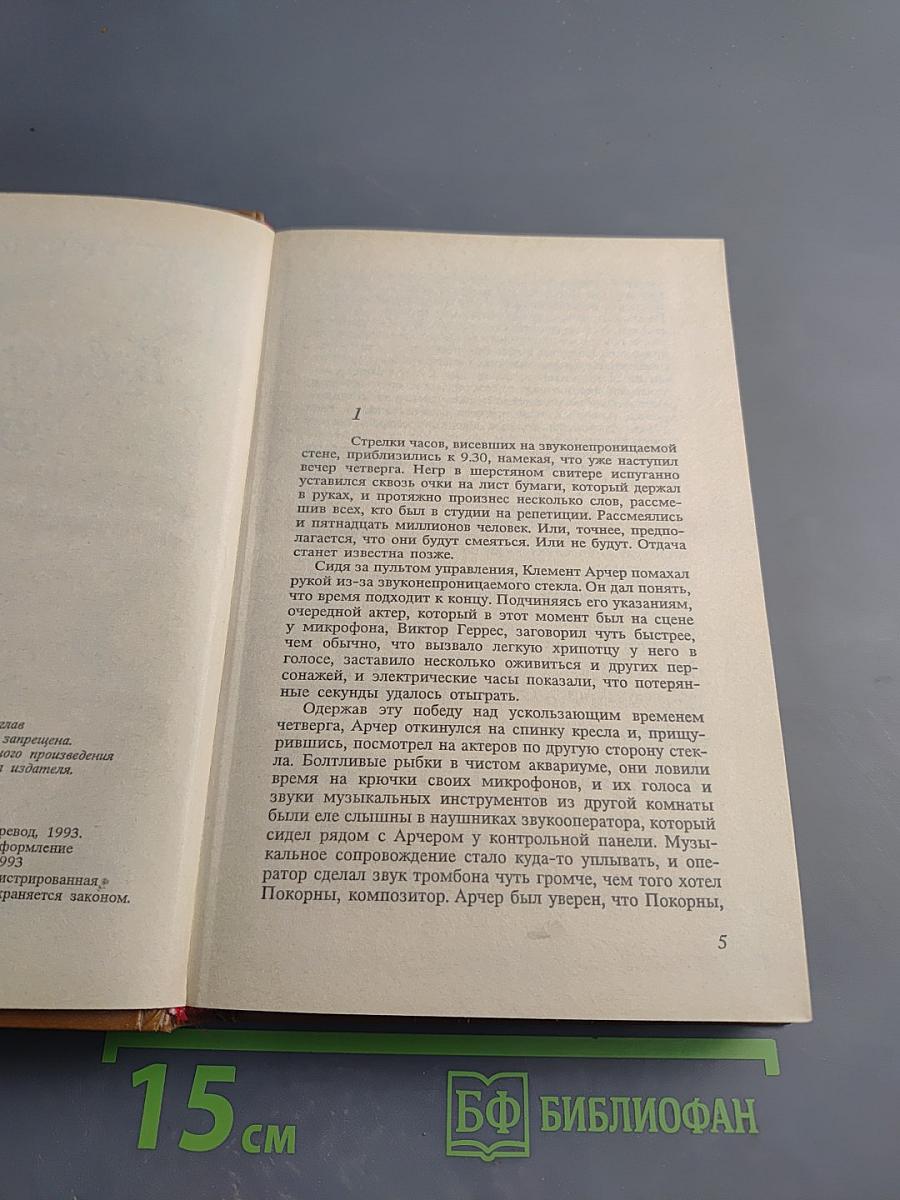 глав
запрещена.
ного произведения
издателя.
ревод, 1993.
формление
993
истрированная
храняется законом.
1
Стрелки часов, висевших на звуконепроницаемой
стене, приблизились к 9.30, намекая, что уже наступил
вечер четверга. Негр в шерстяном свитере испуганно
уставился сквозь очки на лист бумаги, который держал
в руках, и протяжно произнес несколько слов, рассме-
шив всех, кто был в студии на репетиции. Рассмеялись
и пятнадцать миллионов человек. Или, точнее, предпо-
лагается, что они будут смеяться. Или не будут. Отдача
станет известна позже.
Сидя за пультом управления, Клемент Арчер помахал
рукой из-за звуконепроницаемого стекла. Он дал понять,
что время подходит к концу. Подчиняясь его указаниям,
очередной актер, который в этот момент был на сцене
у микрофона, Виктор Геррес, заговорил чуть быстрее,
чем обычно, что вызвало легкую хрипотцу у него в
голосе, заставило несколько оживиться и других пер-
сонажей, и электрические часы показали, что потерян-
ные секунды удалось отыграть.
Одержав эту победу над ускользающим временем
четверга, Арчер откинулся на спинку кресла и, прищу-
рившись, посмотрел на актеров по другую сторону стек-
ла. Болтливые рыбки в чистом аквариуме, они ловили
время на крючки своих микрофонов, и их голоса и
звуки музыкальных инструментов из другой комнаты
были еле слышны в наушниках звукооператора, который
сидел рядом с Арчером у контрольной панели. Музы-
кальное сопровождение стало куда-то уплывать, и опе-
ратор сделал звук тромбона чуть громче, чем того хотел
Покорны, композитор. Арчер был уверен, что Покорны,
5
15 см
БФ БИБЛИОФАН